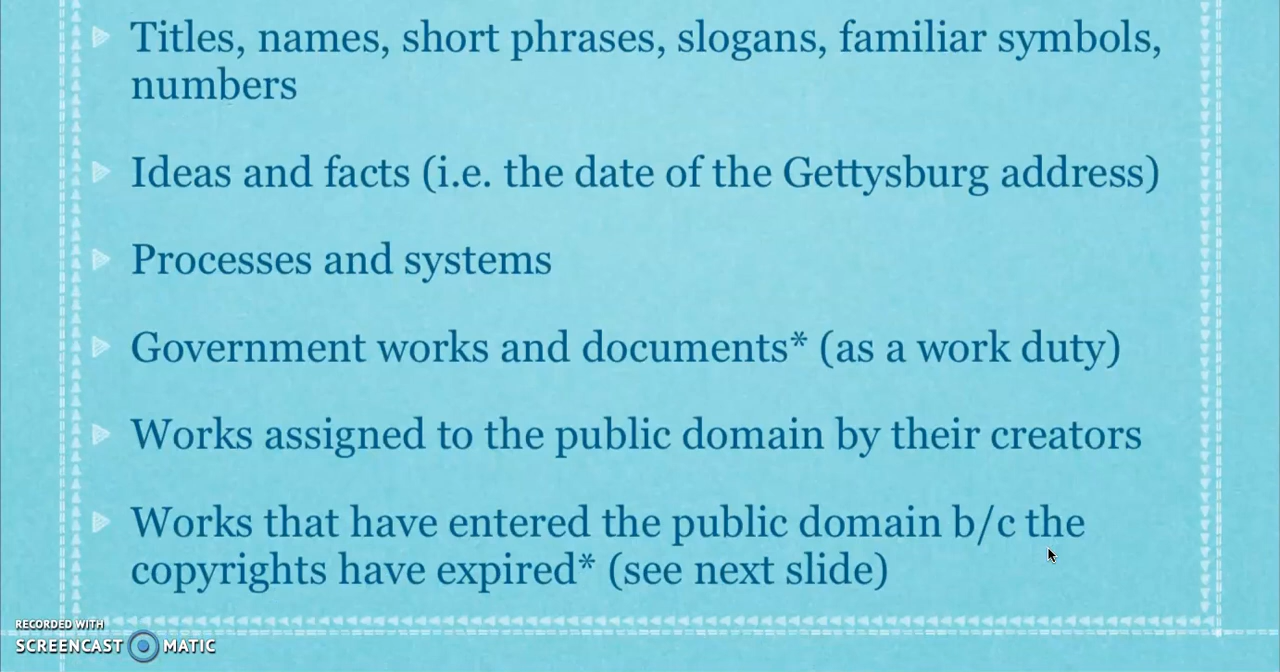 Titles, names, short phrases, slogans, familiar symbols,
numbers
Ideas and facts (i.e. the date of the Gettysburg address)
Processes and systems
Government works and documents* (as a work duty)
Works assigned to the public domain by their creators
Works that have entered the public domain b/c the
copyrights have expired* (see next slide)
RECORDED WITH
SCREENCAST MATIC